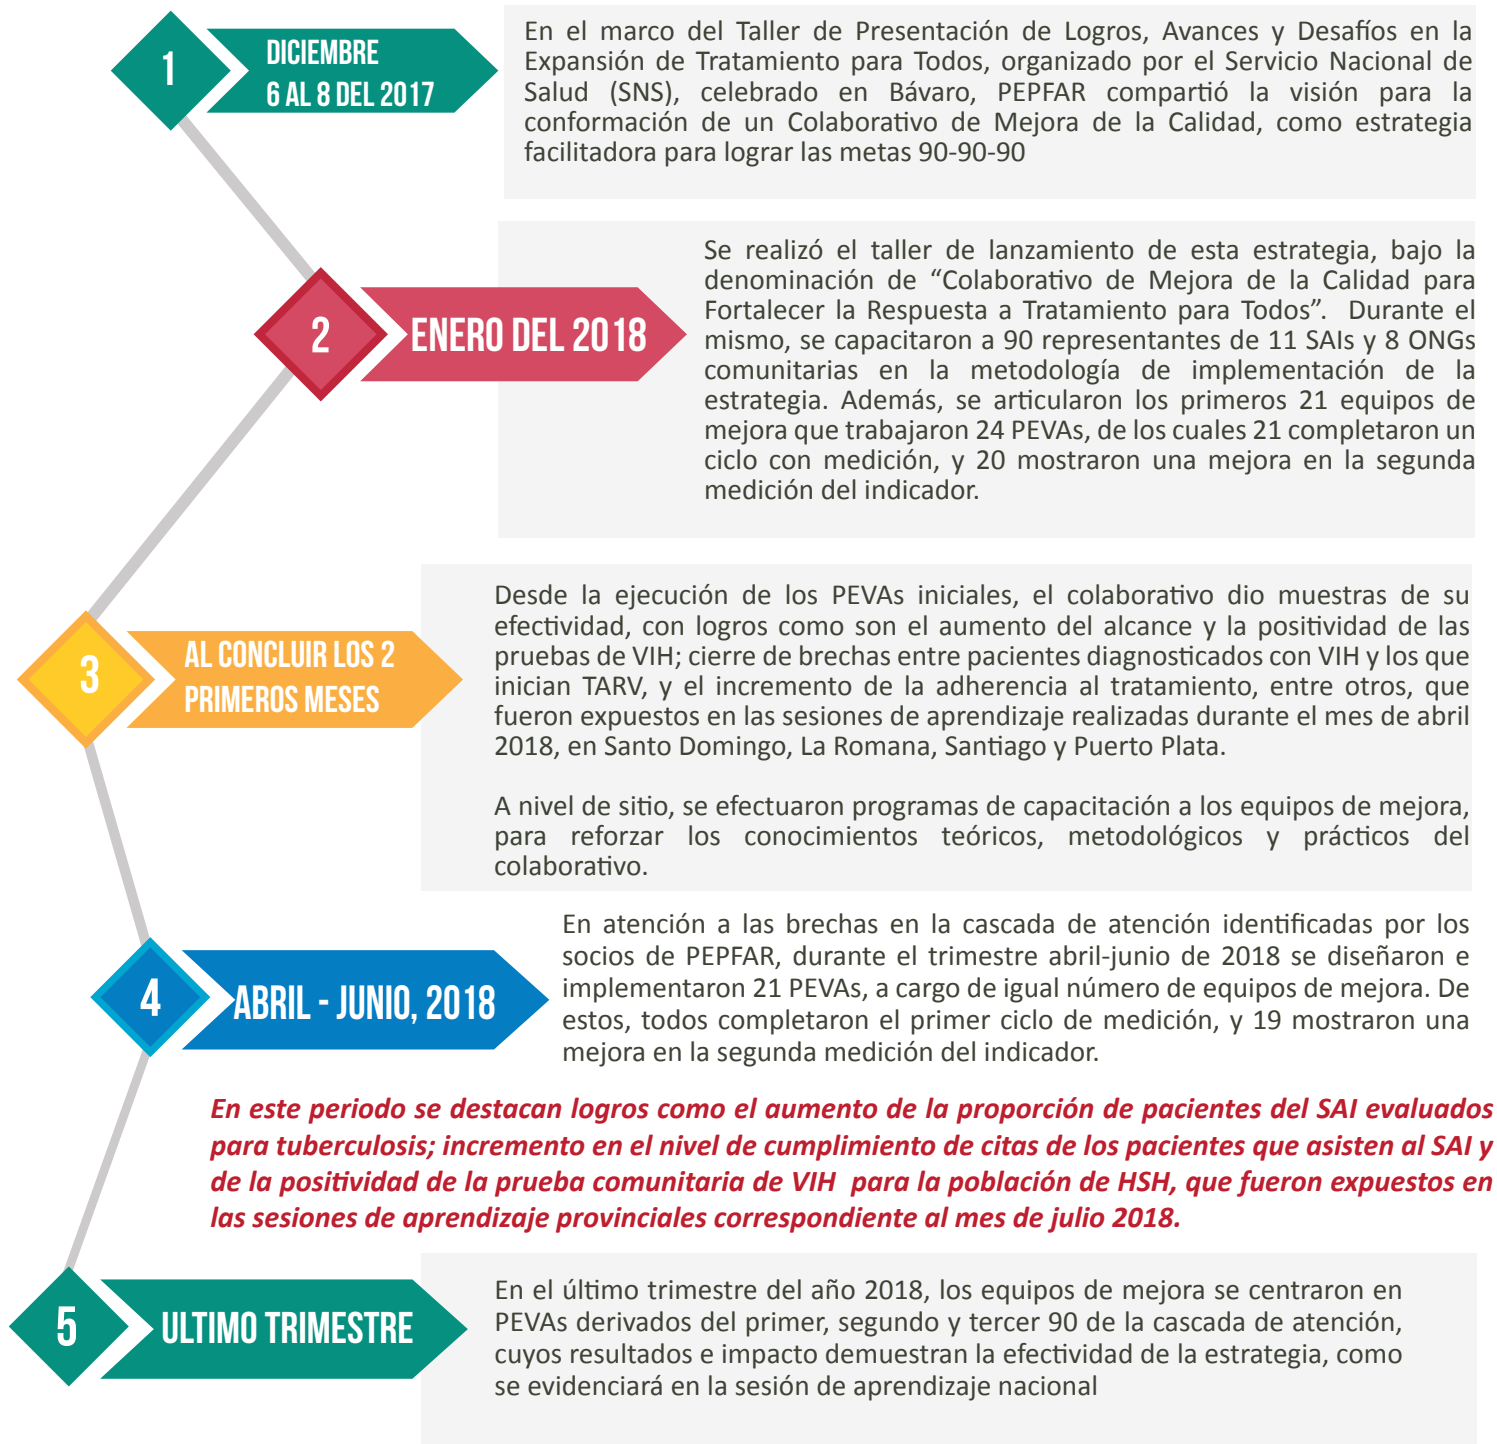 1
DICIEMBRE
6 AL 8 DEL 2017
En el marco del Taller de Presentación de Logros, Avances y Desafíos en la
Expansión de Tratamiento para Todos, organizado por el Servicio Nacional de
Salud (SNS), celebrado en Bávaro, PEPFAR compartió la visión para la
conformación de un Colaborativo de Mejora de la Calidad, como estrategia
facilitadora para lograr las metas 90-90-90
2
ENERO DEL 2018
Se realizó el taller de lanzamiento de esta estrategia, bajo la
denominación de “Colaborativo de Mejora de la Calidad para
Fortalecer la Respuesta a Tratamiento para Todos”. Durante el
mismo, se capacitaron a 90 representantes de 11 SAIs y 8 ONGs
comunitarias en la metodología de implementación de la
estrategia. Además, se articularon los primeros 21 equipos de
mejora que trabajaron 24 PEVAs, de los cuales 21 completaron un
ciclo con medición, y 20 mostraron una mejora en la segunda
medición del indicador.
3
AL CONCLUIR LOS 2
PRIMEROS MESES
Desde la ejecución de los PEVAs iniciales, el colaborativo dio muestras de su
efectividad, con logros como son el aumento del alcance y la positividad de las
pruebas de VIH; cierre de brechas entre pacientes diagnosticados con VIH y los que
inician TARV, y el incremento de la adherencia al tratamiento, entre otros, que
fueron expuestos en las sesiones de aprendizaje realizadas durante el mes de abril
2018, en Santo Domingo, La Romana, Santiago y Puerto Plata.
A nivel de sitio, se efectuaron programas de capacitación a los equipos de mejora,
para reforzar los conocimientos teóricos, metodológicos y prácticos del
colaborativo.
4
ABRIL - JUNIO, 2018
En atención a las brechas en la cascada de atención identificadas por los
socios de PEPFAR, durante el trimestre abril-junio de 2018 se diseñaron e
implementaron 21 PEVAs, a cargo de igual número de equipos de mejora. De
estos, todos completaron el primer ciclo de medición, y 19 mostraron una
mejora en la segunda medición del indicador.
En este periodo se destacan logros como el aumento de la proporción de pacientes del SAI evaluados
para tuberculosis; incremento en el nivel de cumplimiento de citas de los pacientes que asisten al SAI y
de la positividad de la prueba comunitaria de VIH para la población de HSH, que fueron expuestos en
las sesiones de aprendizaje provinciales correspondiente al mes de julio 2018.
5
ULTIMO TRIMESTRE
En el último trimestre del año 2018, los equipos de mejora se centraron en
PEVAs derivados del primer, segundo y tercer 90 de la cascada de atención,
cuyos resultados e impacto demuestran la efectividad de la estrategia, como
se evidenciará en la sesión de aprendizaje nacional